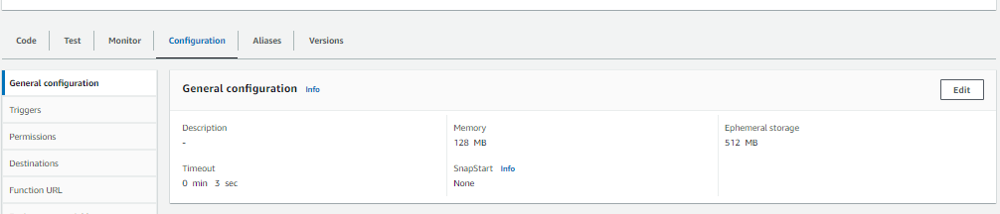 Code Test Monitor Configuration Aliases Versions
General configuration
Triggers
Permissions
Destinations
Function URL
General configuration Info Edit
Description Memory Ephemeral storage
- 128 MB 512 MB
Timeout SnapStart Info
0 min 3 sec None